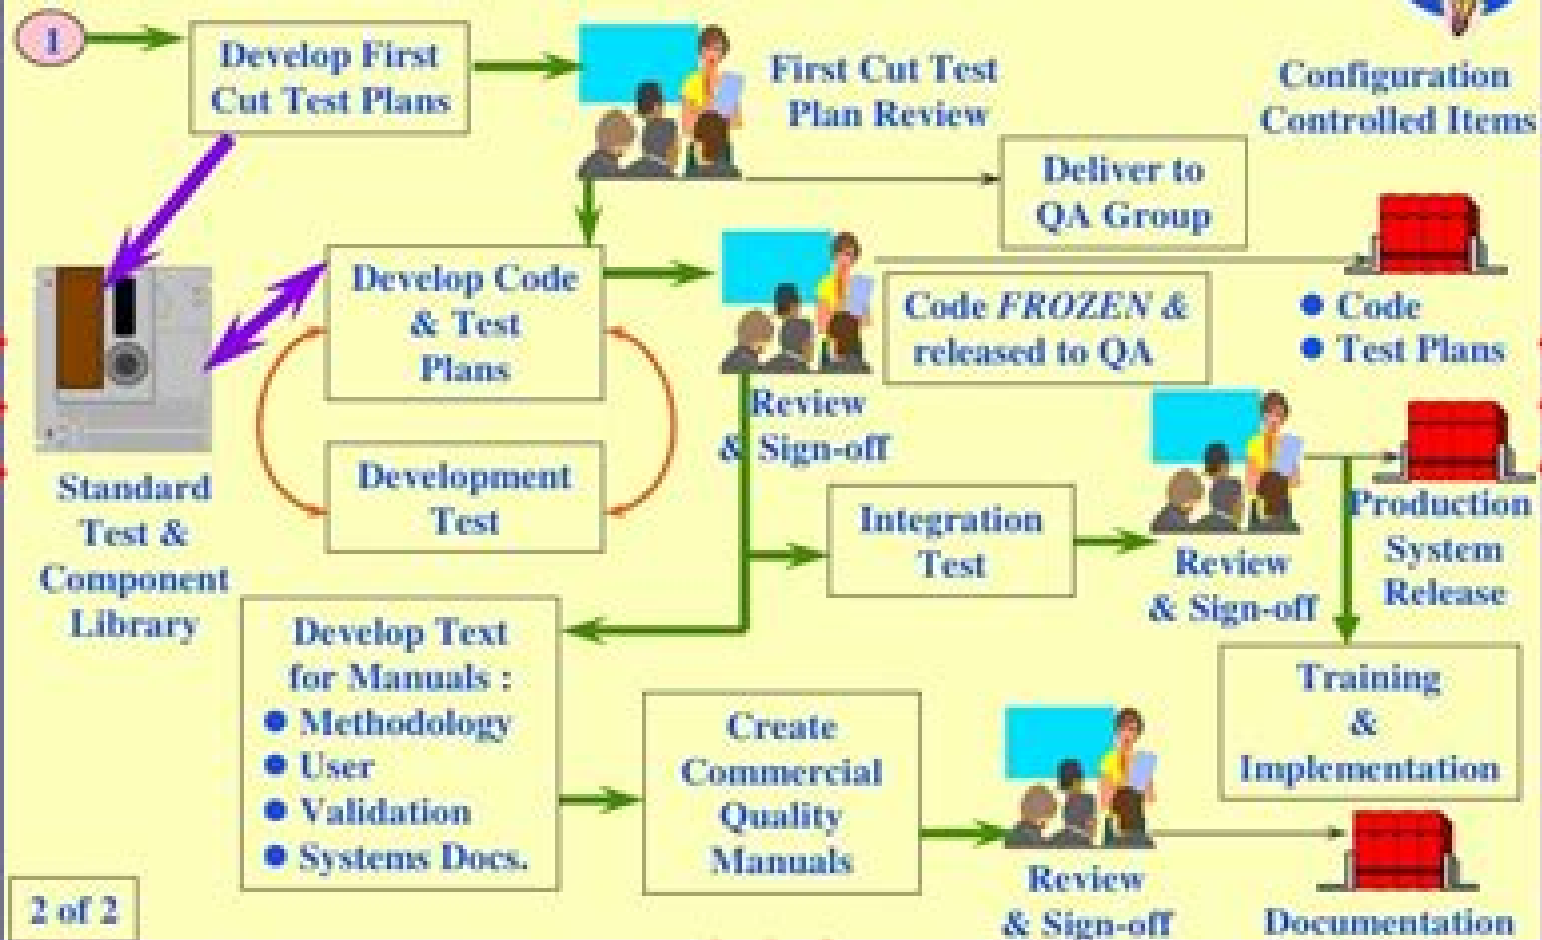 1
Develop First
Cut Test Plans
First Cut Test
Plan Review
Configuration
Controlled Items
Deliver to
QA Group
Develop Code
& Test
Plans
Code FROZEN &
released to QA
● Code
● Test Plans
Review
& Sign-off
Development
Test
Standard
Test &
Component
Library
Integration
Test
Review
& Sign-off
Production
System
Release
Develop Text
for Manuals :
● Methodology
● User
● Validation
● Systems Docs.
Create
Commercial
Quality
Manuals
Training
&
Implementation
Review
& Sign-off
Documentation
2 of 2